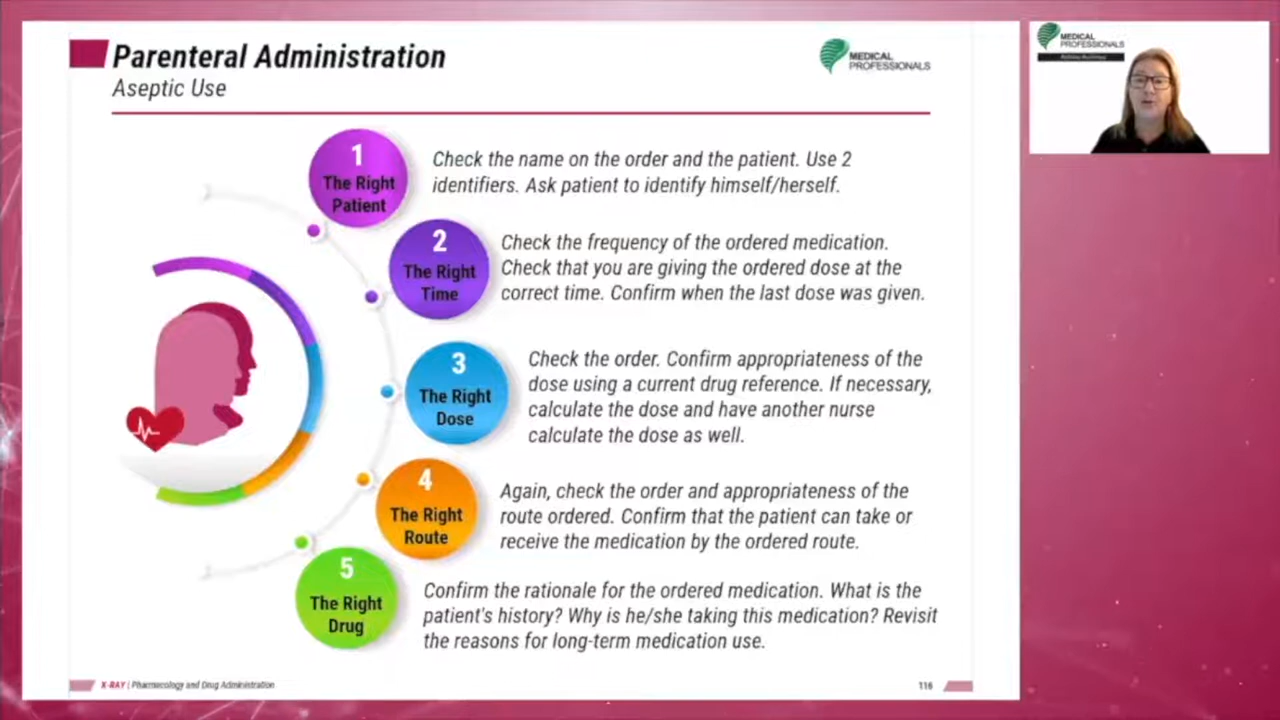 Parenteral Administration
Aseptic Use
MEDICAL
PROFESSIONALS
MEDICAL
PROFESSIONALS
1
The Right
Patient
Check the name on the order and the patient. Use 2
identifiers. Ask patient to identify himself/herself.
2
The Right
Time
Check the frequency of the ordered medication.
Check that you are giving the ordered dose at the
correct time. Confirm when the last dose was given.
3
The Right
Dose
Check the order. Confirm appropriateness of the
dose using a current drug reference. If necessary,
calculate the dose and have another nurse
calculate the dose as well.
4
The Right
Route
Again, check the order and appropriateness of the
route ordered. Confirm that the patient can take or
receive the medication by the ordered route.
5
The Right
Drug
Confirm the rationale for the ordered medication. What is the
patient's history? Why is he/she taking this medication? Revisit
the reasons for long-term medication use.
X-RAY | Pharmecology and Drug Administration
116